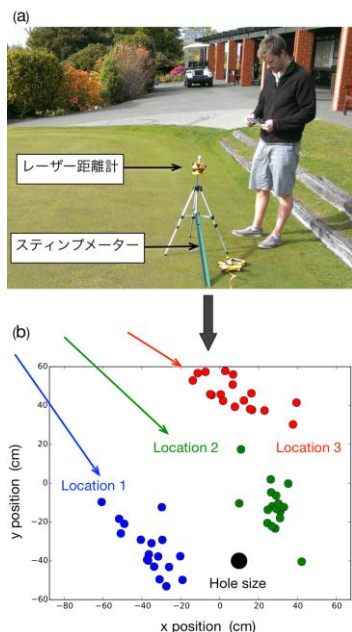 (a)
レーザー距離計
スティンプメーター
(b)
60
40
20
0
−20
−40
−60
Location 1
Location 2
Location 3
Hole size
−80 −60 −40 −20 0 20 40 60
y position (cm)
x position (cm)